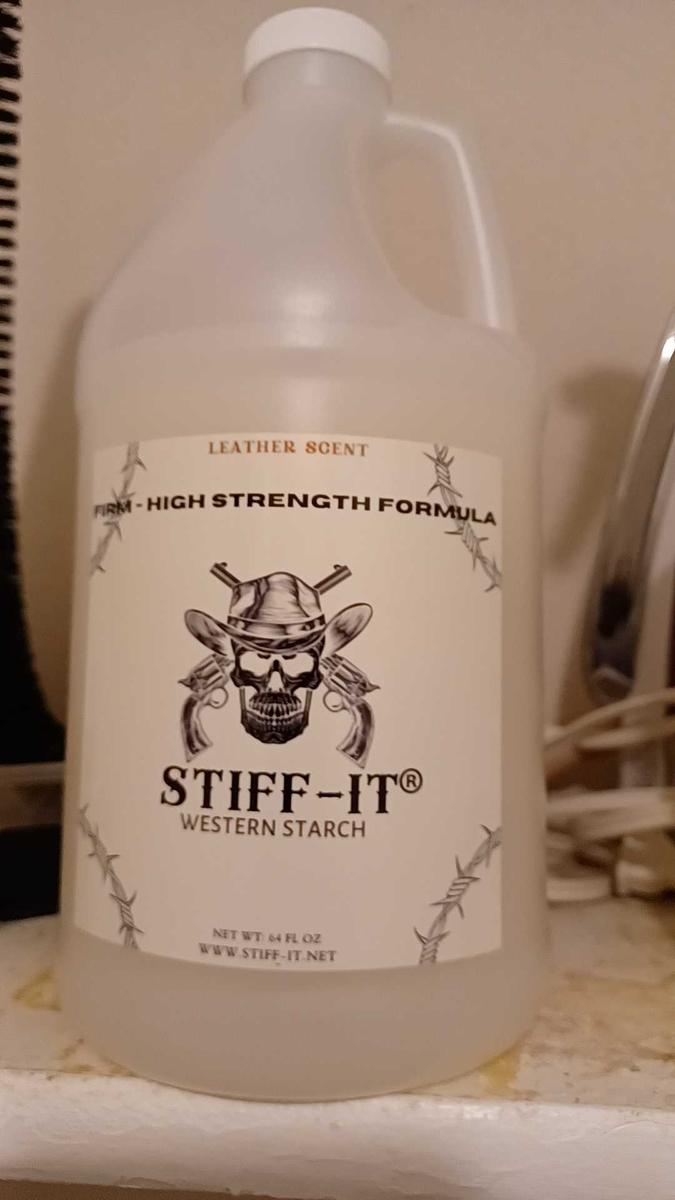 LEATHER SCENT
FIRM - HIGH STRENGTH FORMULA
STIFF-IT®
WESTERN STARCH
NET WT: 64 FL OZ
WWW.STIFF-IT.NET